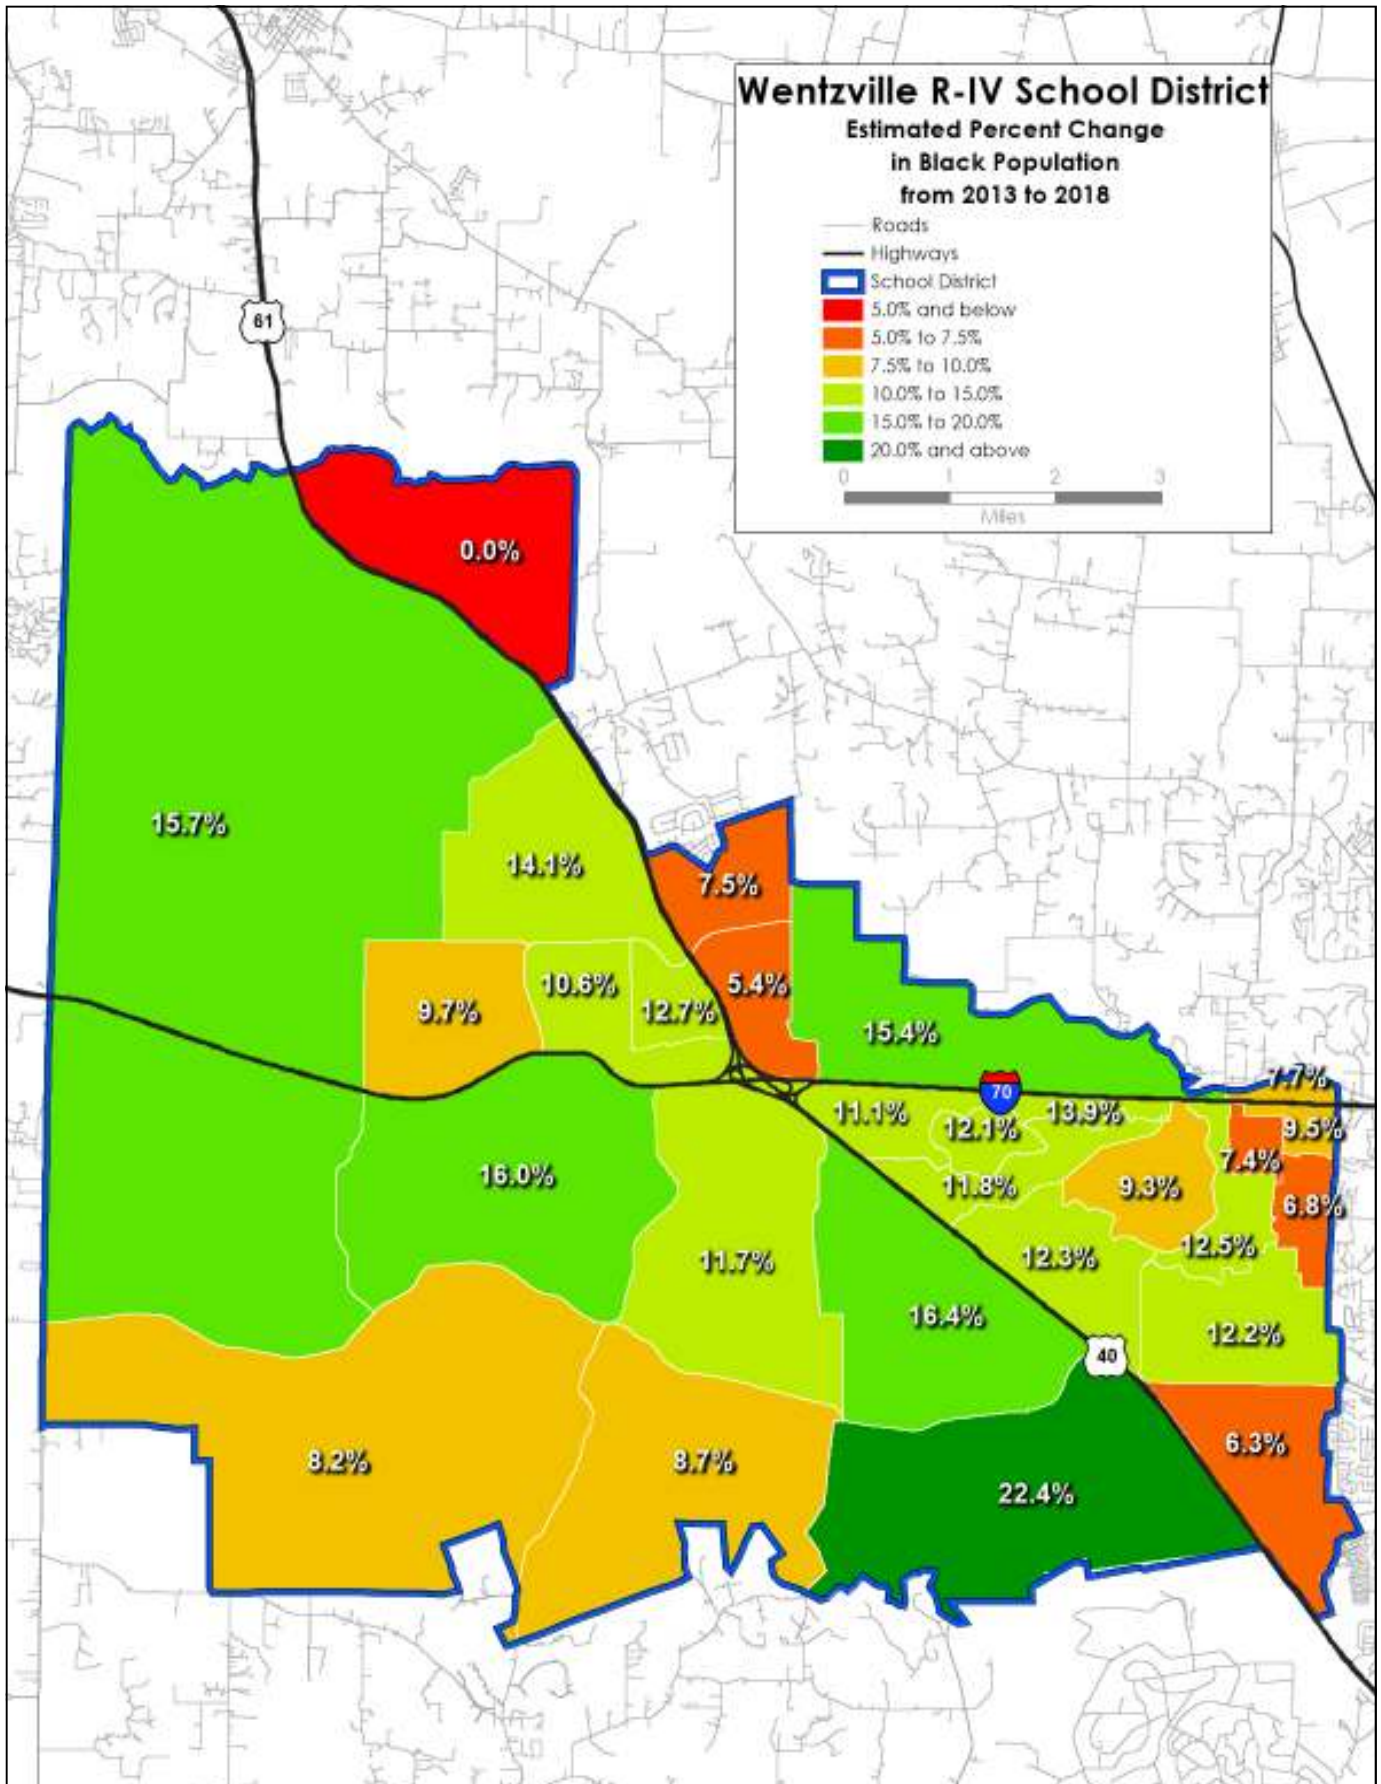 Wentzville R-IV School District
Estimated Percent Change
in Black Population
from 2013 to 2018
Roads
Highways
School District
5.0% and below
5.0% to 7.5%
7.5% to 10.0%
10.0% to 15.0%
15.0% to 20.0%
20.0% and above
0 1 2 3
Miles
61
0.0%
15.7%
14.1%
7.5%
10.6%
5.4%
9.7%
12.7%
15.4%
7.7%
70
11.1%
13.9%
12.1%
9.5%
7.4%
16.0%
11.8%
9.3%
6.8%
12.5%
11.7%
12.3%
16.4%
12.2%
40
6.3%
8.2%
8.7%
22.4%